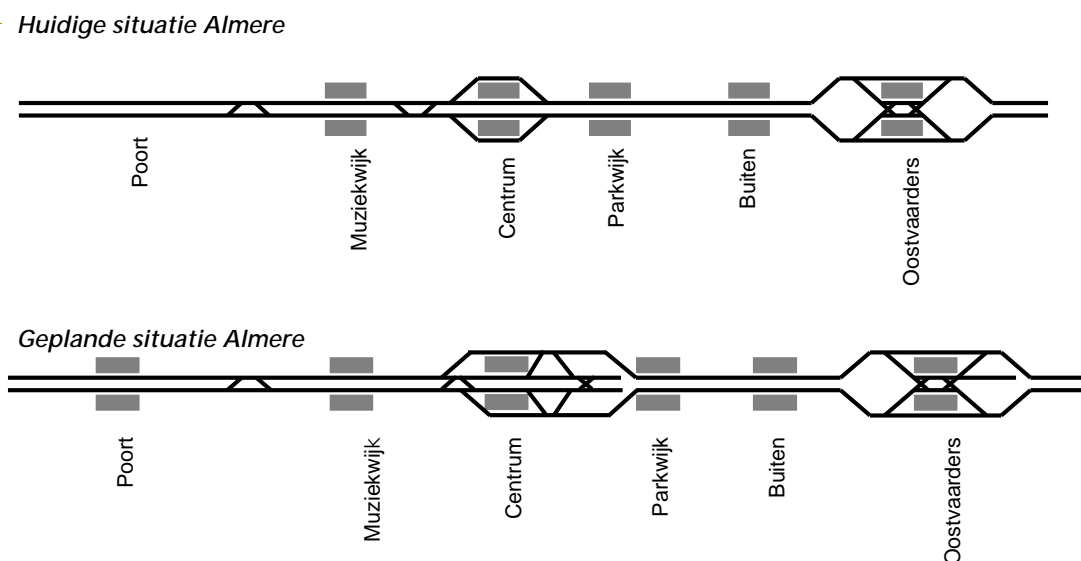 Huidige situatie Almere
Poort
Muziekwijk
Centrum
Parkwijk
Buiten
Oostvaarders
Geplande situatie Almere
Poort
Muziekwijk
Centrum
Parkwijk
Buiten
Oostvaarders